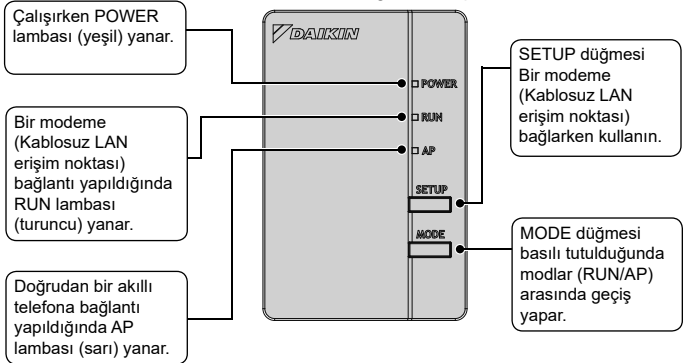 Çalışırken POWER
lambası (yeşil) yanar.
Bir modeme
(Kablosuz LAN
erişim noktası)
bağlantı yapıldığında
RUN lambası
(turuncu) yanar.
Doğrudan bir akıllı
telefona bağlantı
yapıldığında AP
lambası (sarı) yanar.
DAIKIN
POWER
RUN
AP
SETUP
MODE
SETUP düğmesi
Bir modeme
(Kablosuz LAN
erişim noktası)
bağlarken kullanın.
MODE düğmesi
basılı tutulduğunda
modlar (RUN/AP)
arasında geçiş
yapar.